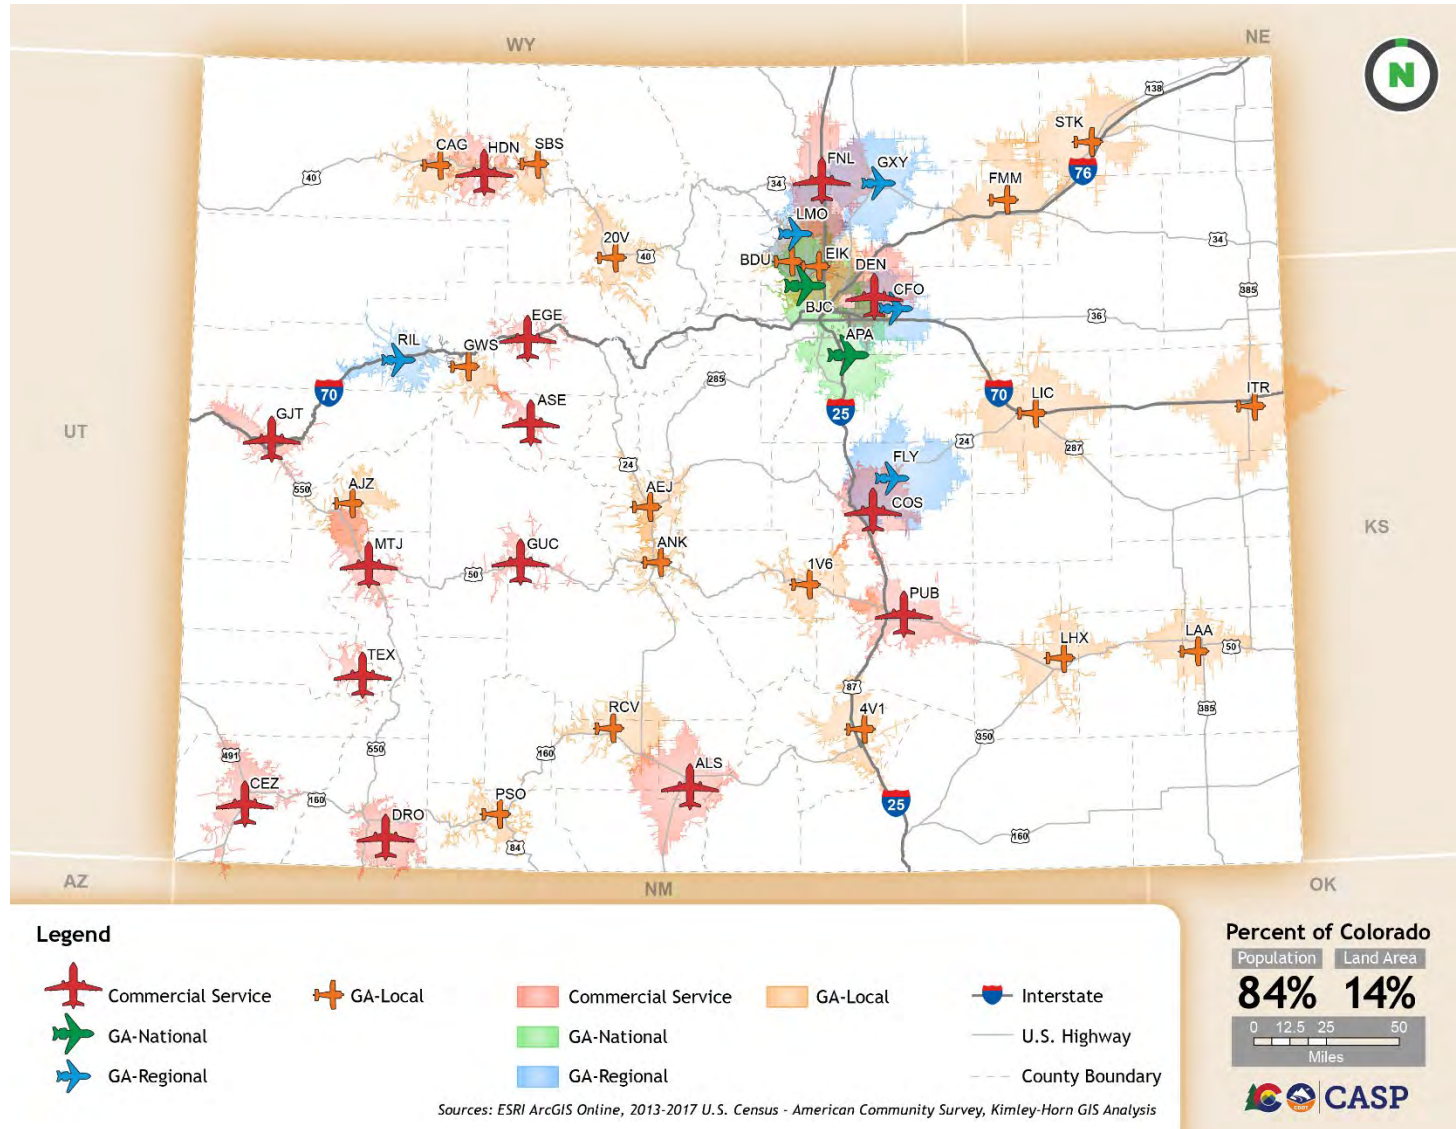 WY
NE
N
138
STK
CAG
HDN
SBS
FNL
GXY
76
40
34
FMM
LMO
20V
34
BDU
EIK
DEN
40
385
CFO
BJC
EGE
36
RIL
GWS
APA
285
70
ASE
70
LIC
ITR
25
GJT
UT
24
287
FLY
24
AJZ
550
AEJ
COS
KS
MTJ
GUC
ANK
1V6
50
PUB
LHX
LAA
50
TEX
87
RCV
4V1
385
350
550
160
491
ALS
CEZ
PSO
160
25
DRO
160
84
AZ
NM
OK
Legend
Commercial Service
GA-Local
Commercial Service
GA-Local
Interstate
GA-National
GA-National
U.S. Highway
GA-Regional
GA-Regional
County Boundary
Sources: ESRI ArcGIS Online, 2013-2017 U.S. Census - American Community Survey, Kimley-Horn GIS Analysis
Percent of Colorado
Population Land Area
84% 14%
0 12.5 25 50
Miles
CDOT
CASP